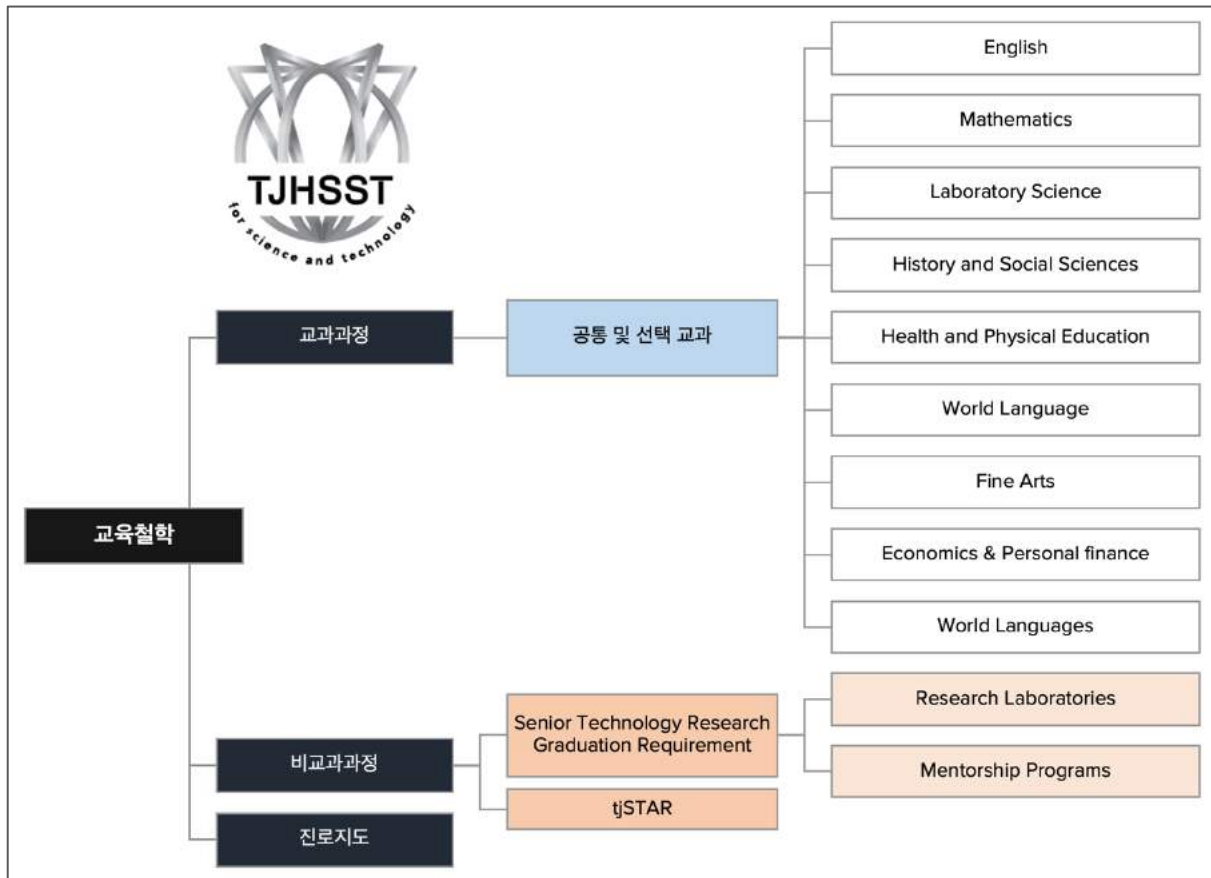 TJHSST
for science and technology
English
Mathematics
Laboratory Science
History and Social Sciences
교과과정
공통 및 선택 교과
Health and Physical Education
World Language
Fine Arts
교육철학
Economics & Personal finance
World Languages
비교과과정
Senior Technology Research
Graduation Requirement
Research Laboratories
Mentorship Programs
tjSTAR
진로지도